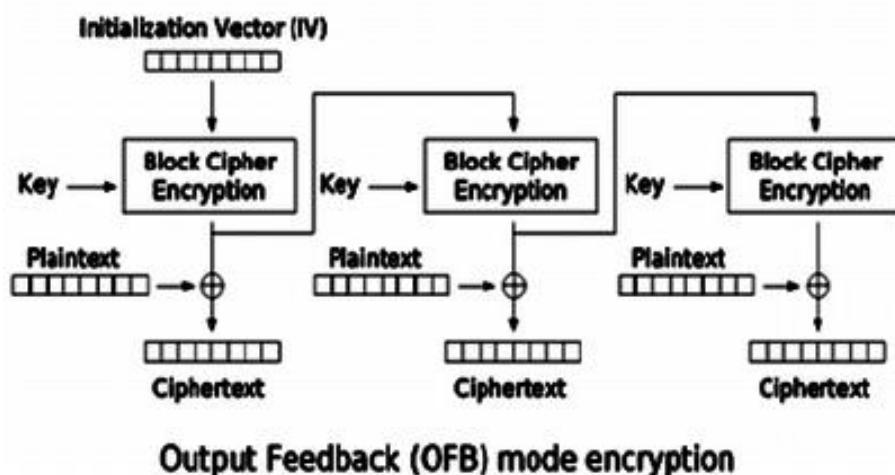 Initialization Vector (IV)
Block Cipher
Encryption
Block Cipher
Encryption
Block Cipher
Encryption
Key
Key
Key
Plaintext
Plaintext
Plaintext
Ciphertext
Ciphertext
Ciphertext
Output Feedback (OFB) mode encryption